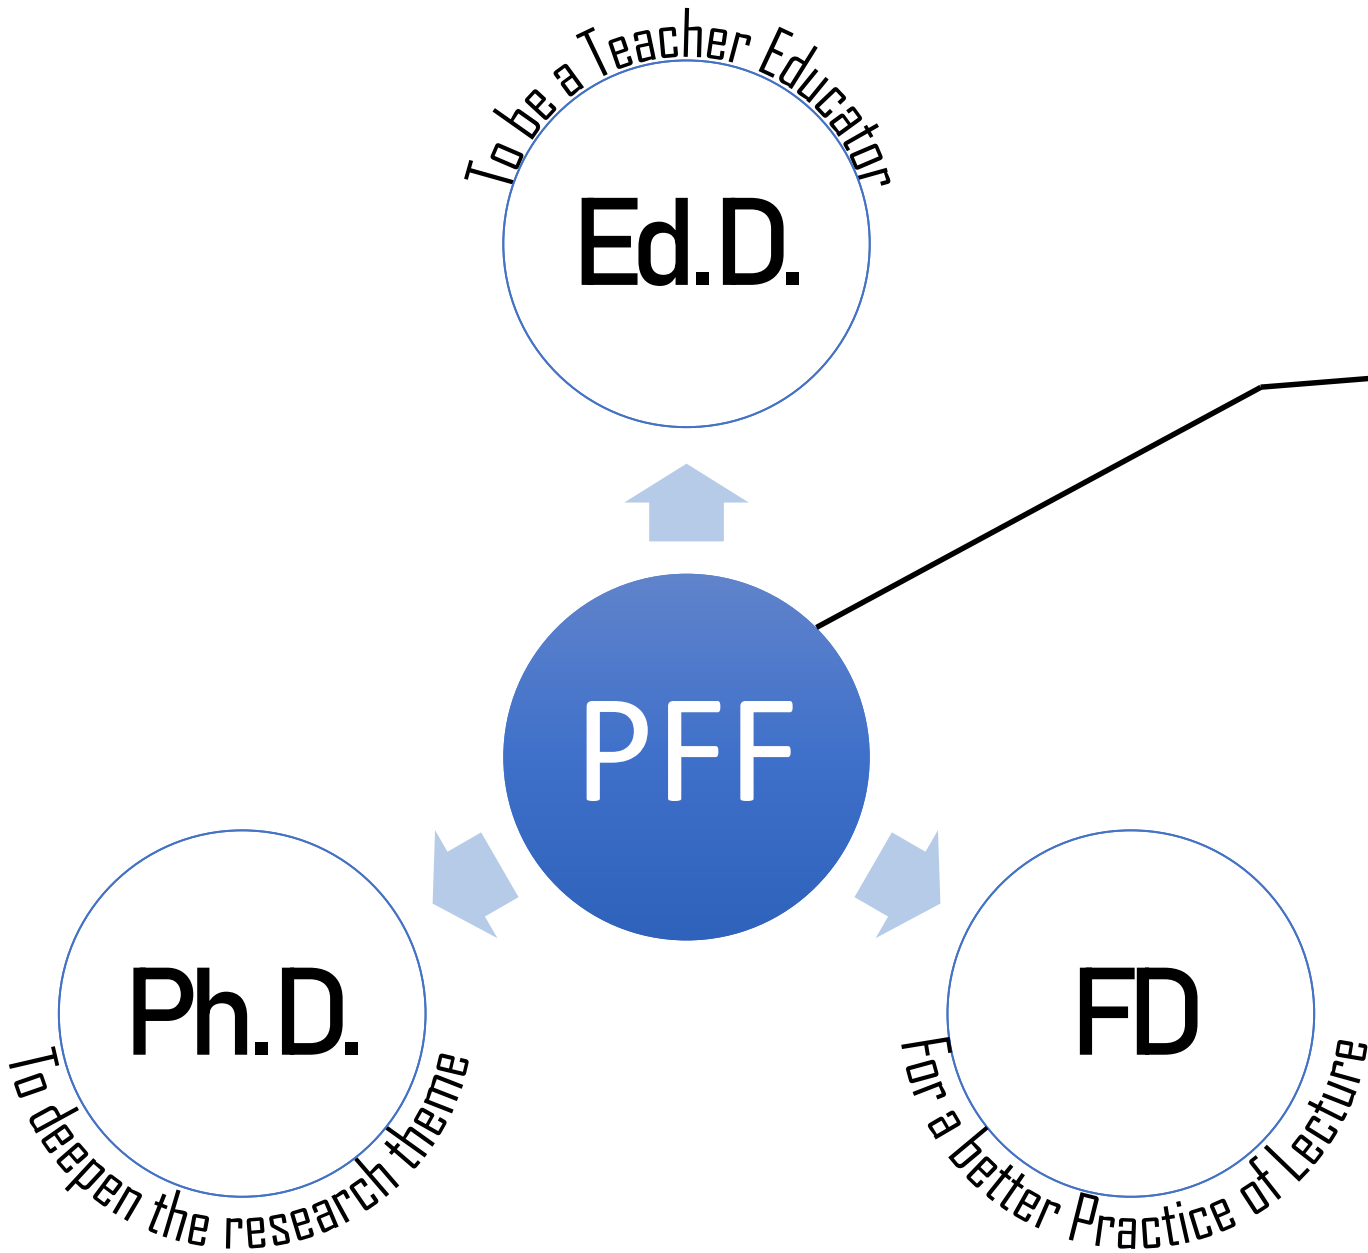 To be a Teacher Educator
Ed.D.
PFF
Ph.D.
To deepen the research theme
FD
For a better Practice of Lecture